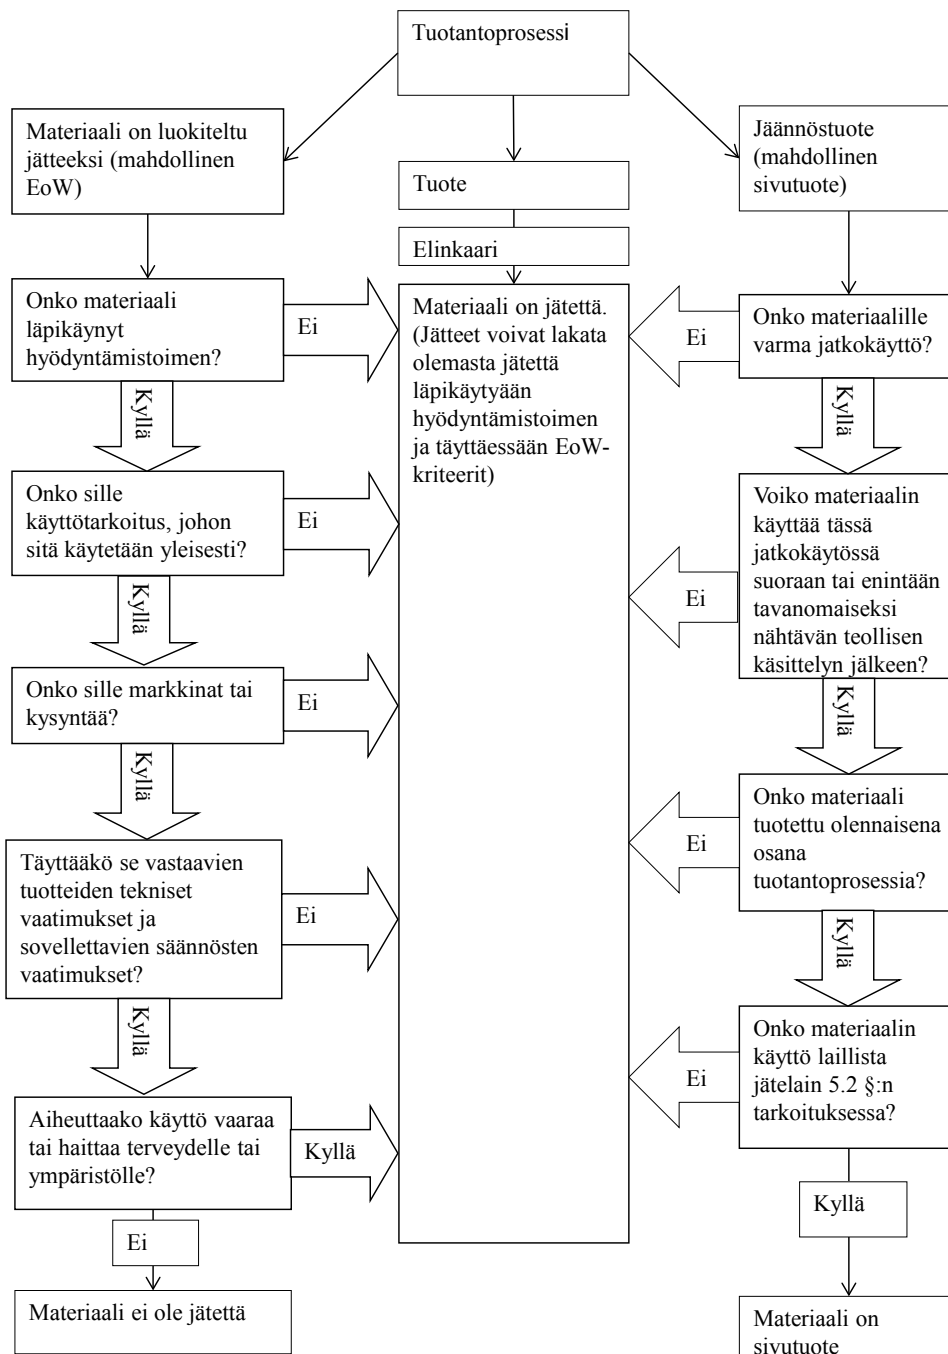 Tuotantoprosessi
Materiaali on luokiteltu
jätteeksi (mahdollinen
EoW)
Tuote
Jäännöstuote
(mahdollinen
sivutuote)
Elinkaari
Onko materiaali
läpikäynyt
hyödyntämistoimen?
Ei
Materiaali on jätettä.
(Jätteet voivat lakata
olemasta jätettä
läpikäytyään
hyödyntämistoimen
ja täyttäessään EoW-
kriteerit)
Ei
Onko materiaalille
varma jatkokäyttö?
Kyllä
Kyllä
Onko sille
käyttötarkoitus, johon
sitä käytetään yleisesti?
Ei
Ei
Voiko materiaalin
käyttää tässä
jatkokäytössä
suoraan tai enintään
tavanomaiseksi
nähtävän teollisen
käsittelyn jälkeen?
Kyllä
Kyllä
Onko sille markkinat tai
kysyntää?
Ei
Ei
Onko materiaali
tuotettu olennaisena
osana
tuotantoprosessia?
Kyllä
Kyllä
Täyttääkö se vastaavien
tuotteiden tekniset
vaatimukset ja
sovellettavien säännösten
vaatimukset?
Ei
Ei
Onko materiaalin
käyttö laillista
jätelain 5.2 §:n
tarkoituksessa?
Kyllä
Aiheuttaako käyttö vaaraa
tai haittaa terveydelle tai
ympäristölle?
Kyllä
Kyllä
Ei
Materiaali ei ole jätettä
Materiaali on
sivutuote